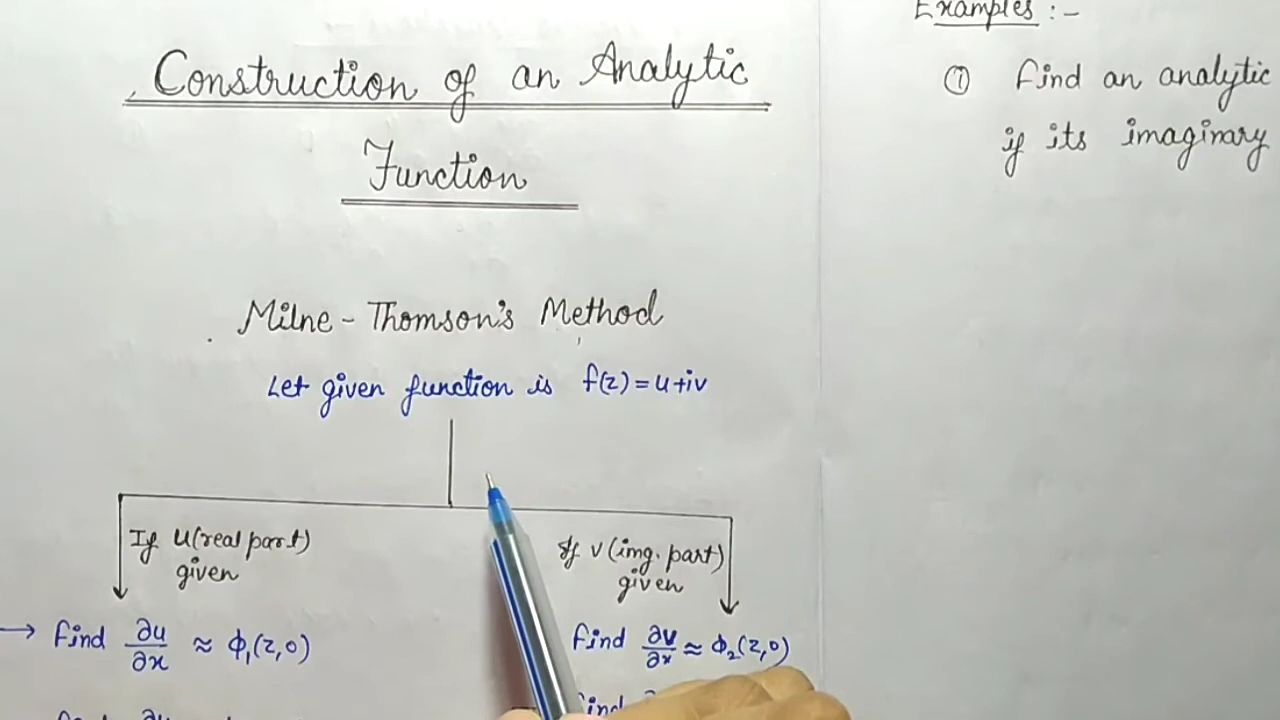 Construction of an Analytic
Function
Milne - Thomson's Method
Let given function is f(z) = u+iv
If u(real part)
given
→ Find ∂u/∂x ≈ ϕ₁(z,0)
If v(img. part)
given
Find ∂v/∂x ≈ ϕ₂(z,0)
Examples :-
① Find an analytic
if its imaginary